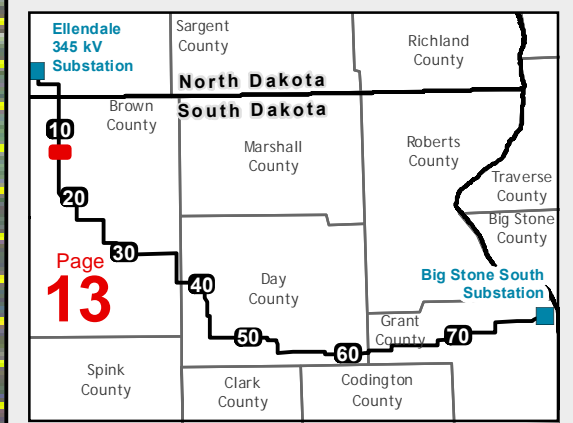 Ellendale
345 kV
Substation
Sargent
County
Richland
County
North Dakota
South Dakota
Brown
County
10
Marshall
County
Roberts
County
Traverse
County
20
Big Stone
County
30
Page
13
40
Day
County
Big Stone South
Substation
50
60
Grant
County
70
Spink
County
Clark
County
Codington
County